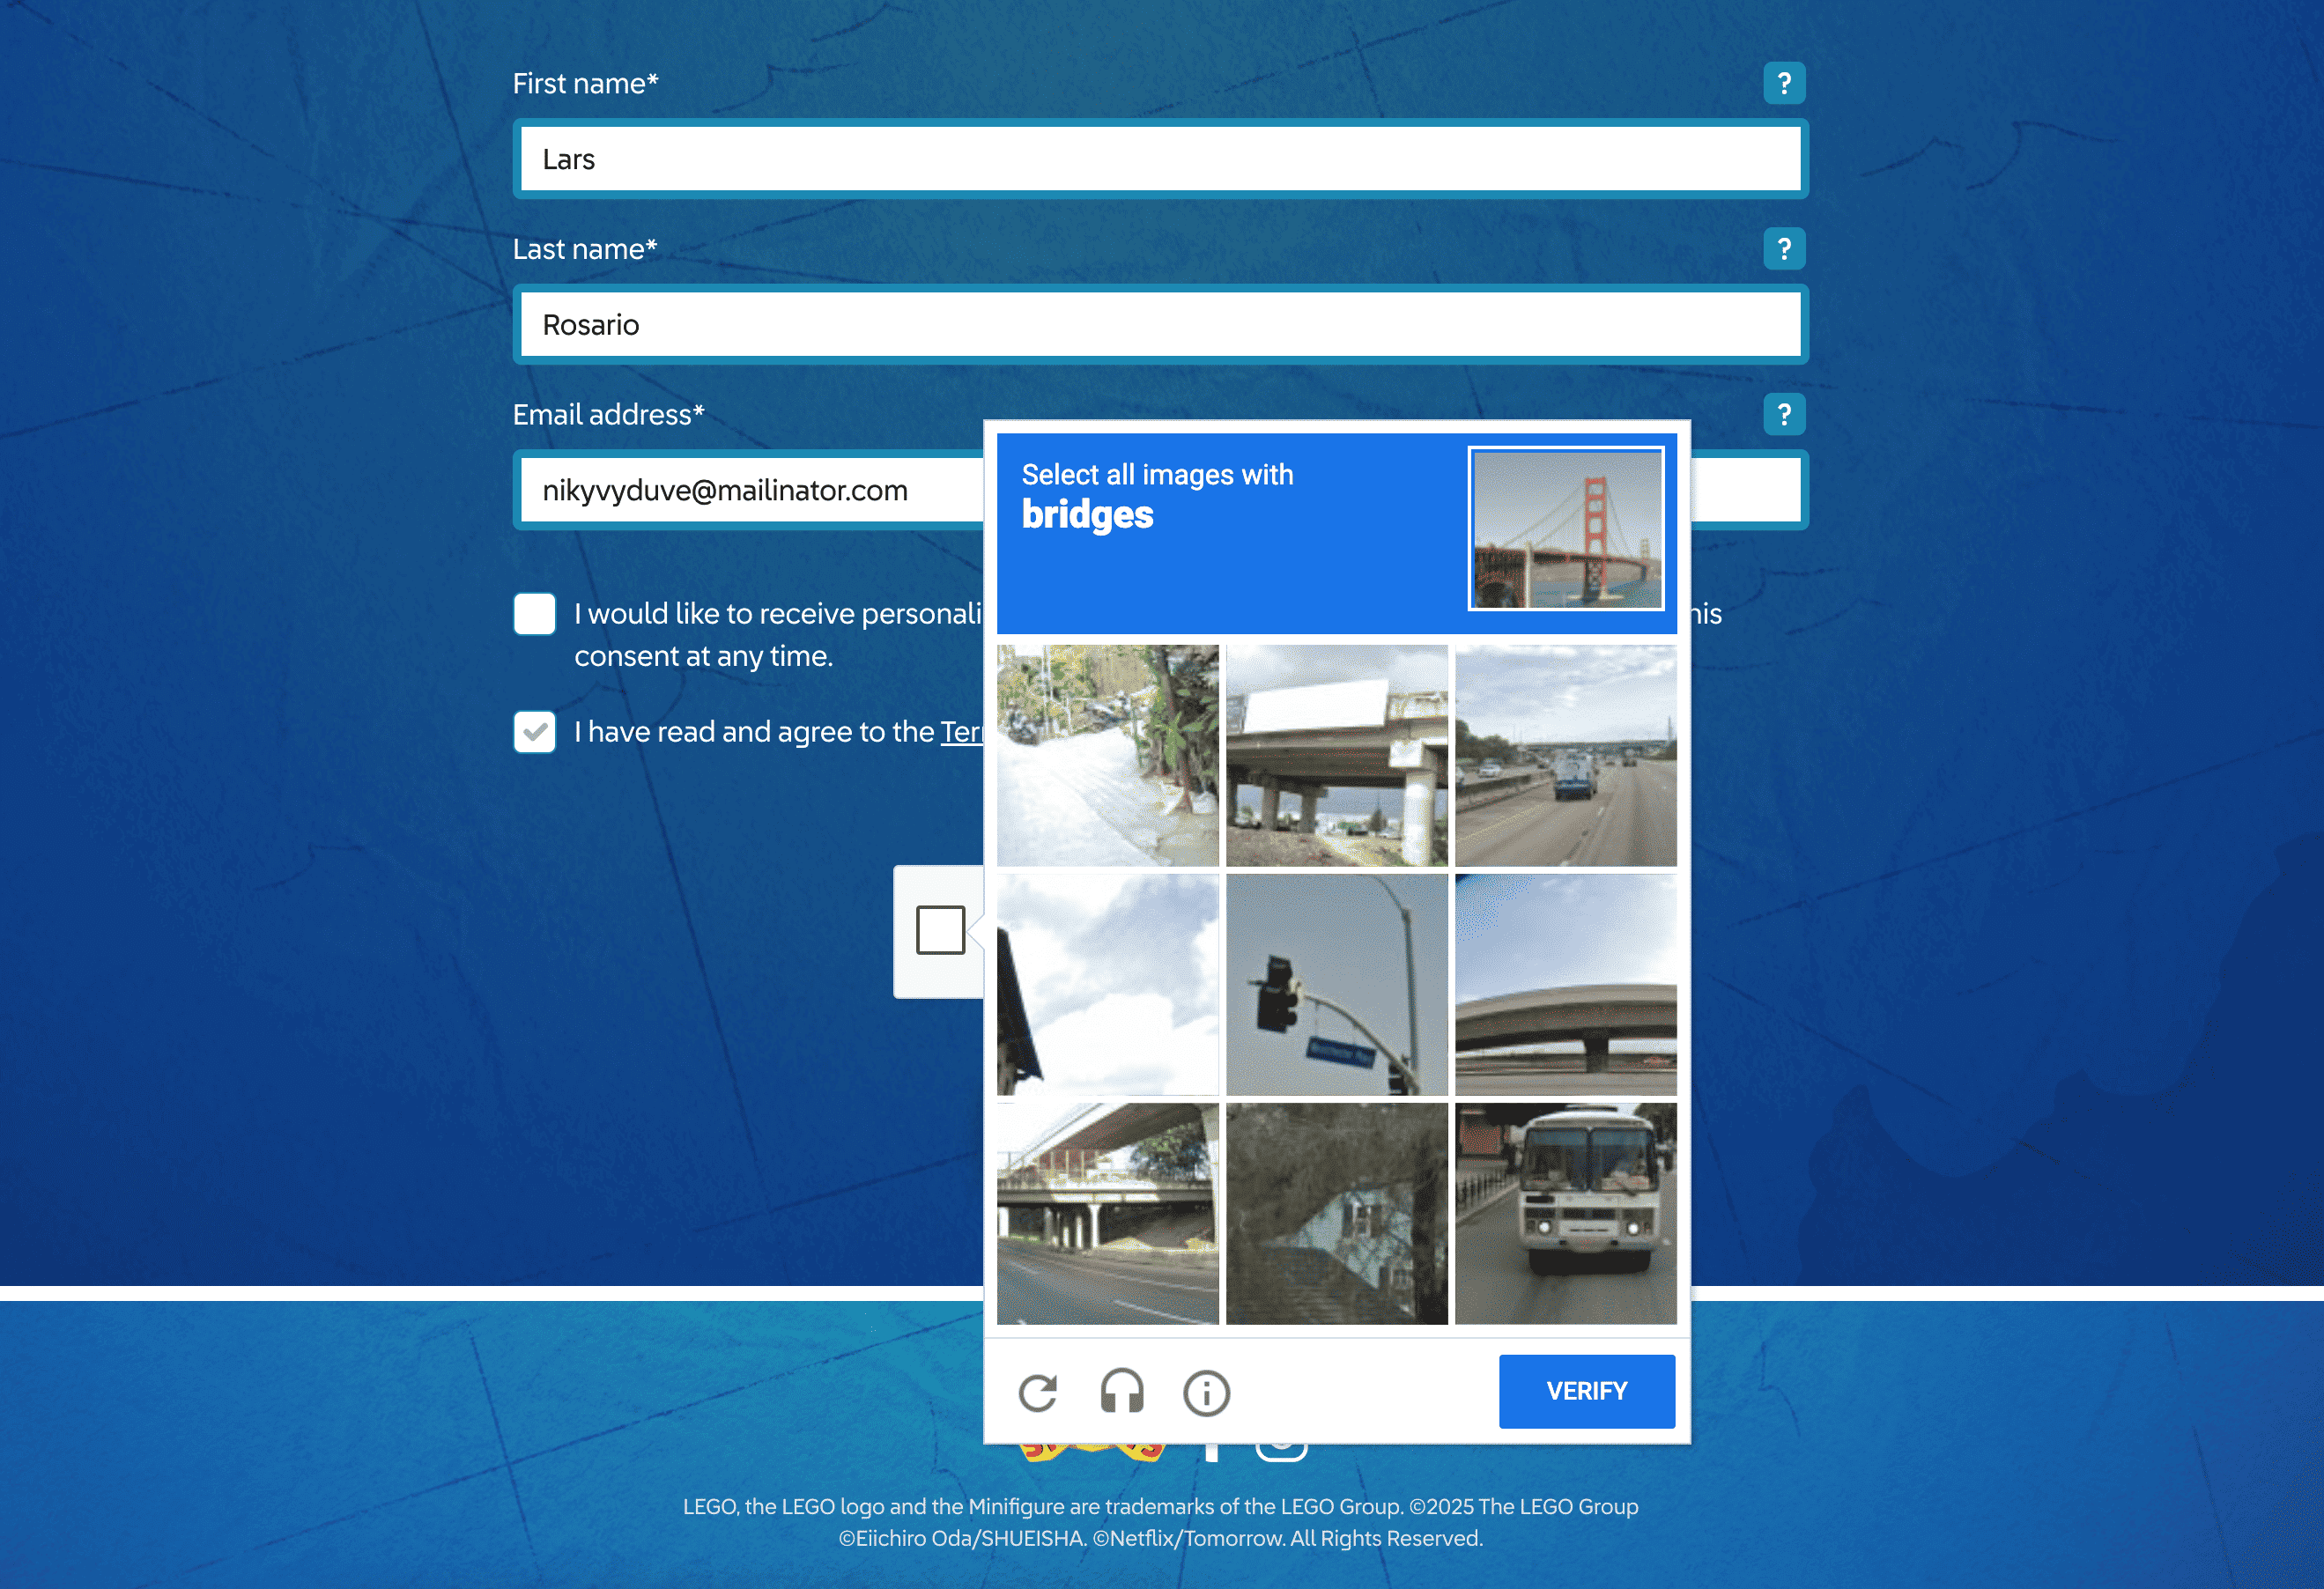 First name*
?
Lars
Last name*
?
Rosario
Email address*
?
nikyvyduve@mailinator.com
Select all images with
bridges
I would like to receive personali
his
consent at any time.
I have read and agree to the Ter
VERIFY
LEGO, the LEGO logo and the Minifigure are trademarks of the LEGO Group. ©2025 The LEGO Group
©Eiichiro Oda/SHUEISHA. ©Netflix/Tomorrow. All Rights Reserved.